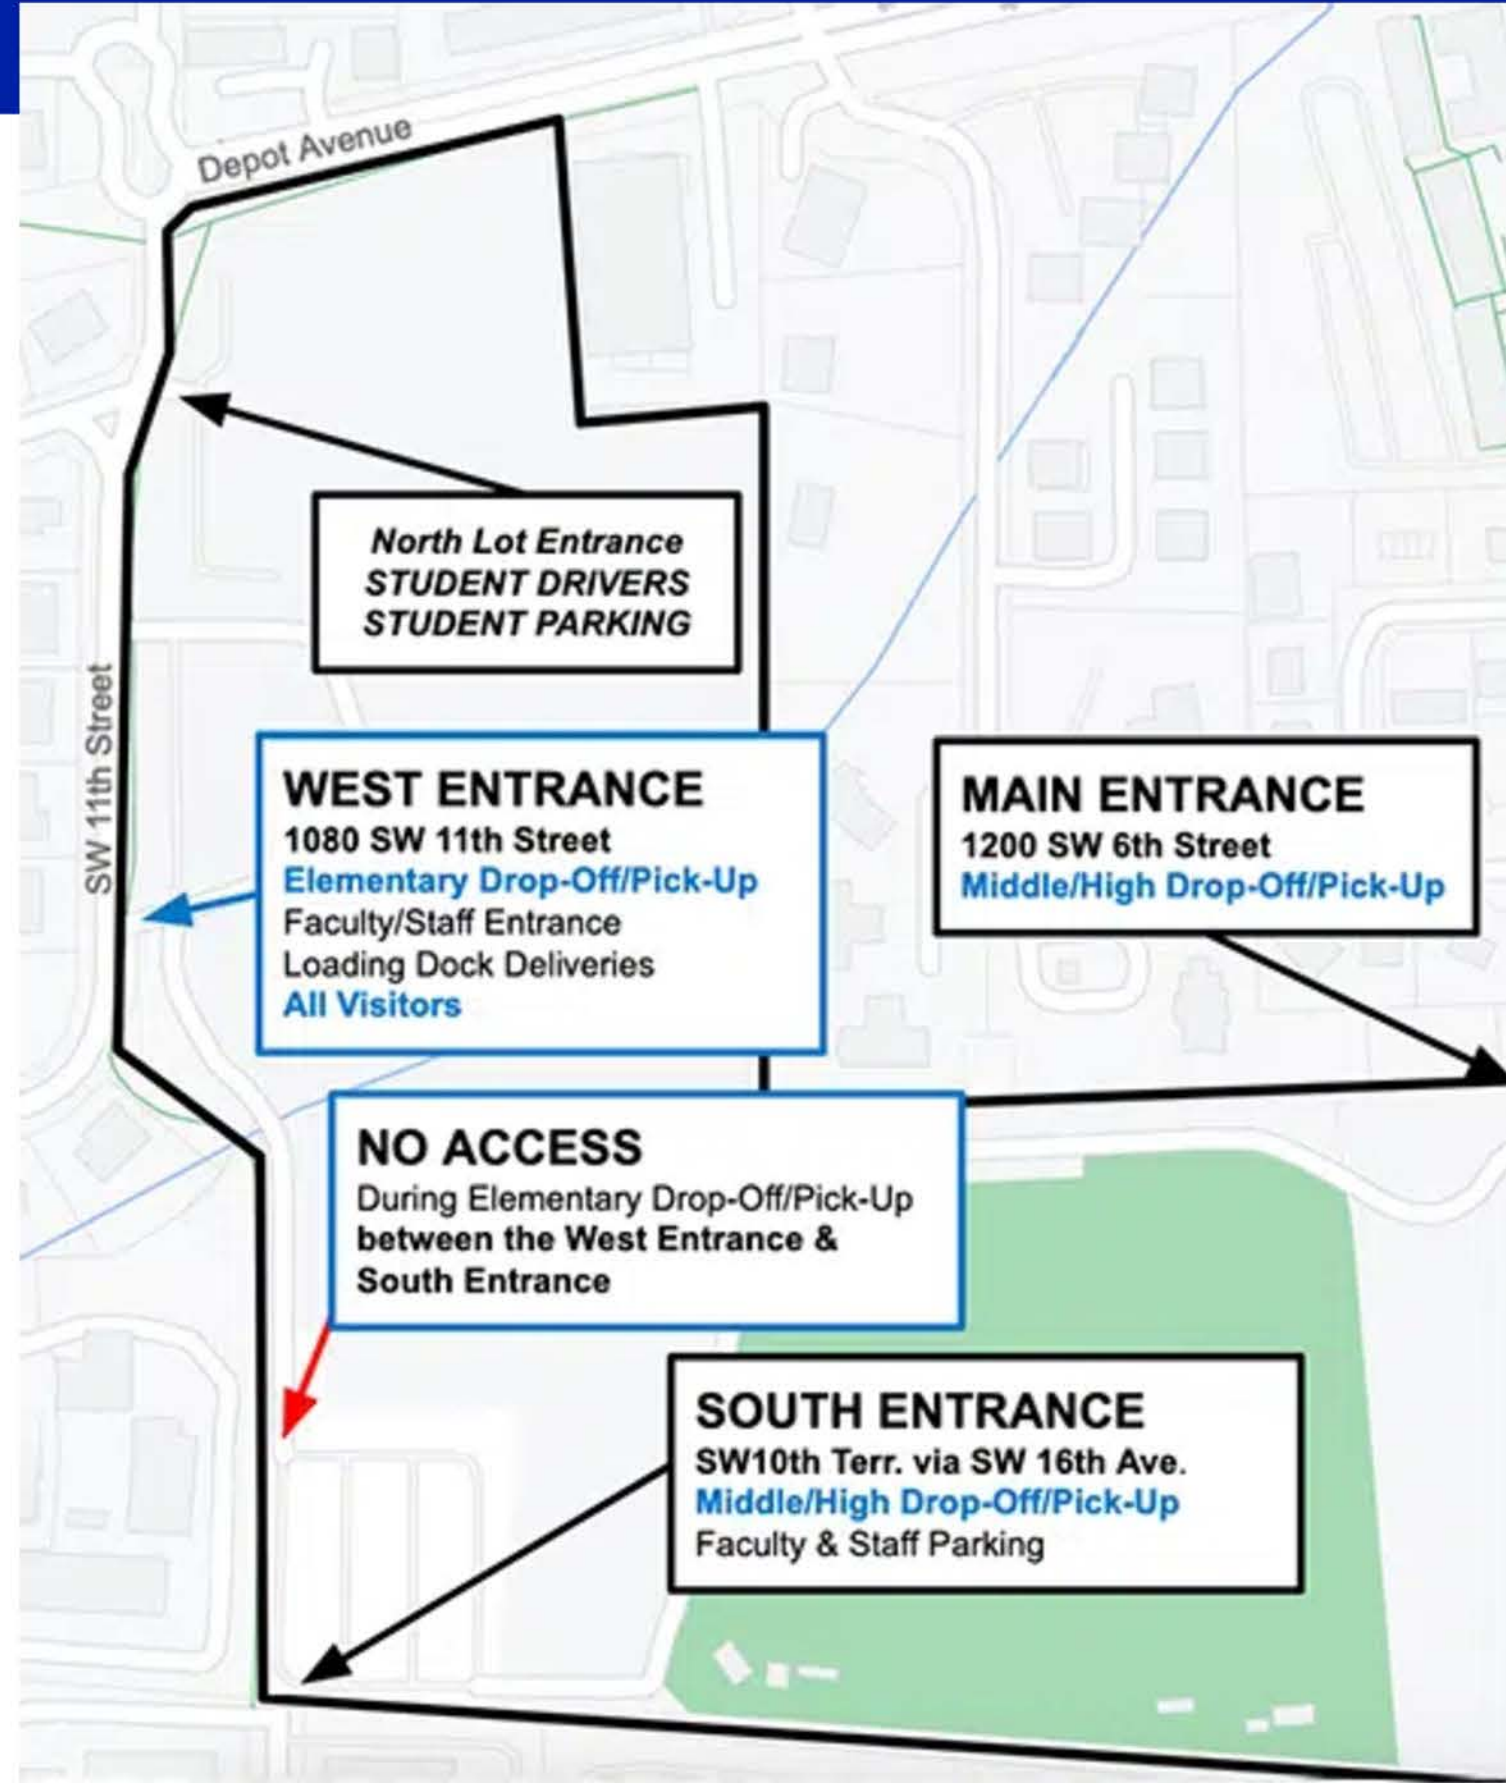 Depot Avenue
North Lot Entrance
STUDENT DRIVERS
STUDENT PARKING
SW 11th Street
WEST ENTRANCE
1080 SW 11th Street
Elementary Drop-Off/Pick-Up
Faculty/Staff Entrance
Loading Dock Deliveries
All Visitors
MAIN ENTRANCE
1200 SW 6th Street
Middle/High Drop-Off/Pick-Up
NO ACCESS
During Elementary Drop-Off/Pick-Up
between the West Entrance &
South Entrance
SOUTH ENTRANCE
SW10th Terr. via SW 16th Ave.
Middle/High Drop-Off/Pick-Up
Faculty & Staff Parking